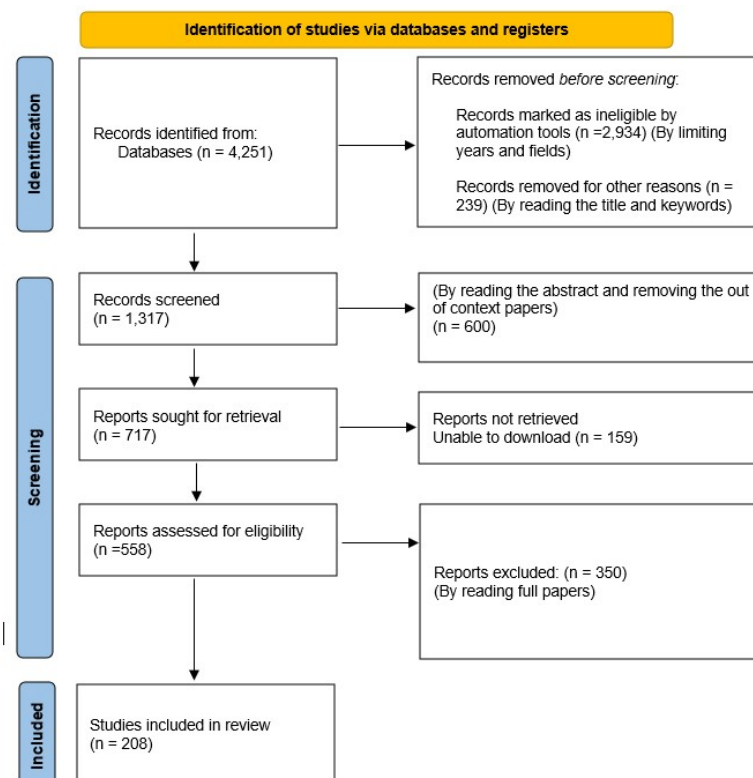 Identification of studies via databases and registers
Identification
Records identified from:
Databases (n = 4,251)
Records removed before screening:
Records marked as ineligible by
automation tools (n =2,934) (By limiting
years and fields)
Records removed for other reasons (n =
239) (By reading the title and keywords)
Screening
Records screened
(n = 1,317)
(By reading the abstract and removing the out
of context papers)
(n = 600)
Reports sought for retrieval
(n = 717)
Reports not retrieved
Unable to download (n = 159)
Reports assessed for eligibility
(n =558)
Reports excluded: (n = 350)
(By reading full papers)
Included
Studies included in review
(n = 208)